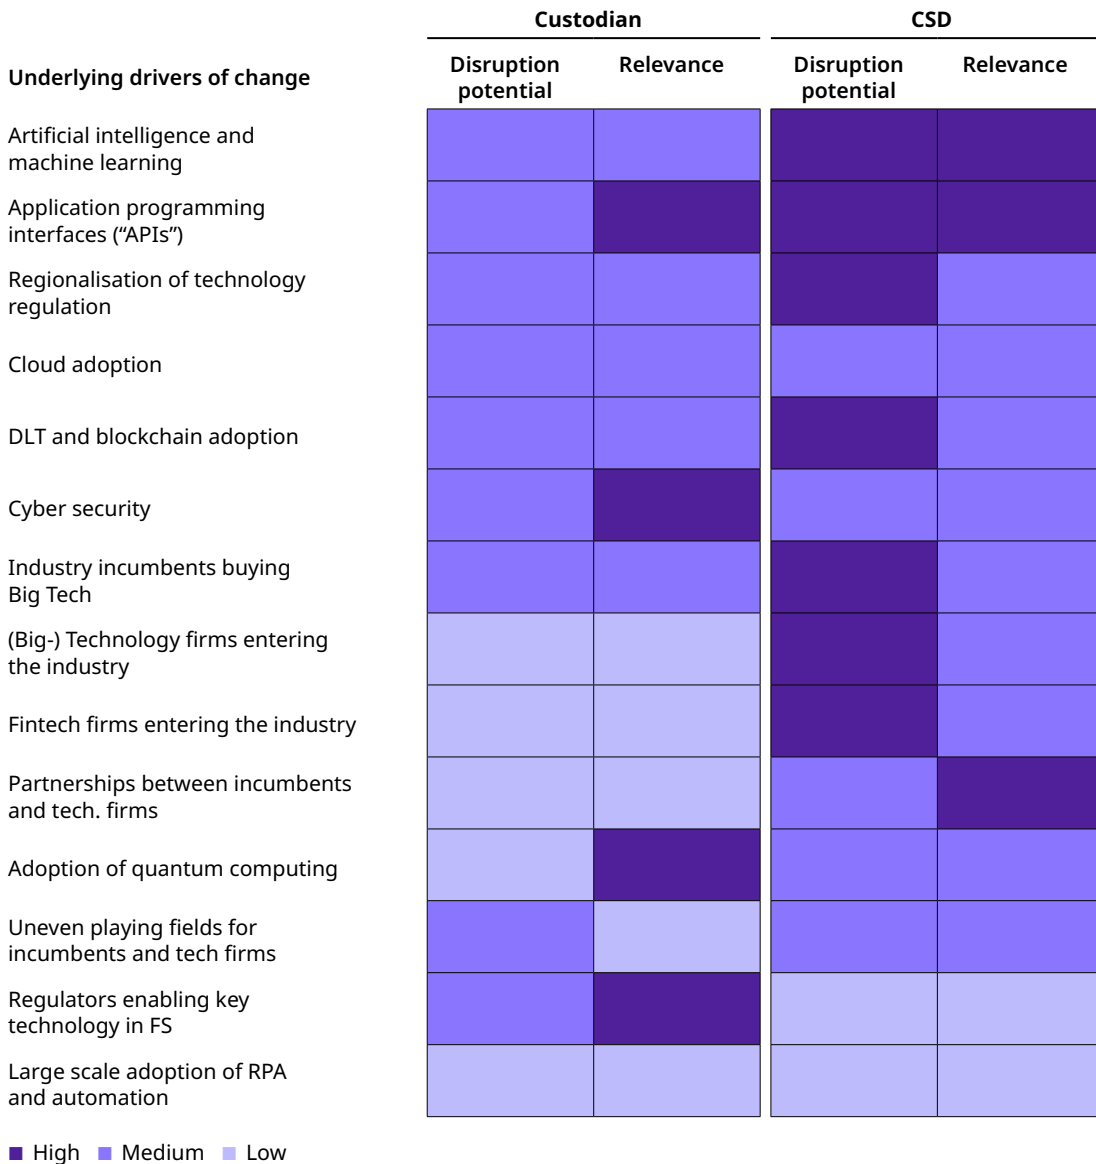 Custodian CSD
Underlying drivers of change
Disruption potential Relevance Disruption potential Relevance
Artificial intelligence and
machine learning
Application programming
interfaces (“APIs”)
Regionalisation of technology
regulation
Cloud adoption
DLT and blockchain adoption
Cyber security
Industry incumbents buying
Big Tech
(Big-) Technology firms entering
the industry
Fintech firms entering the industry
Partnerships between incumbents
and tech. firms
Adoption of quantum computing
Uneven playing fields for
incumbents and tech firms
Regulators enabling key
technology in FS
Large scale adoption of RPA
and automation
High Medium Low